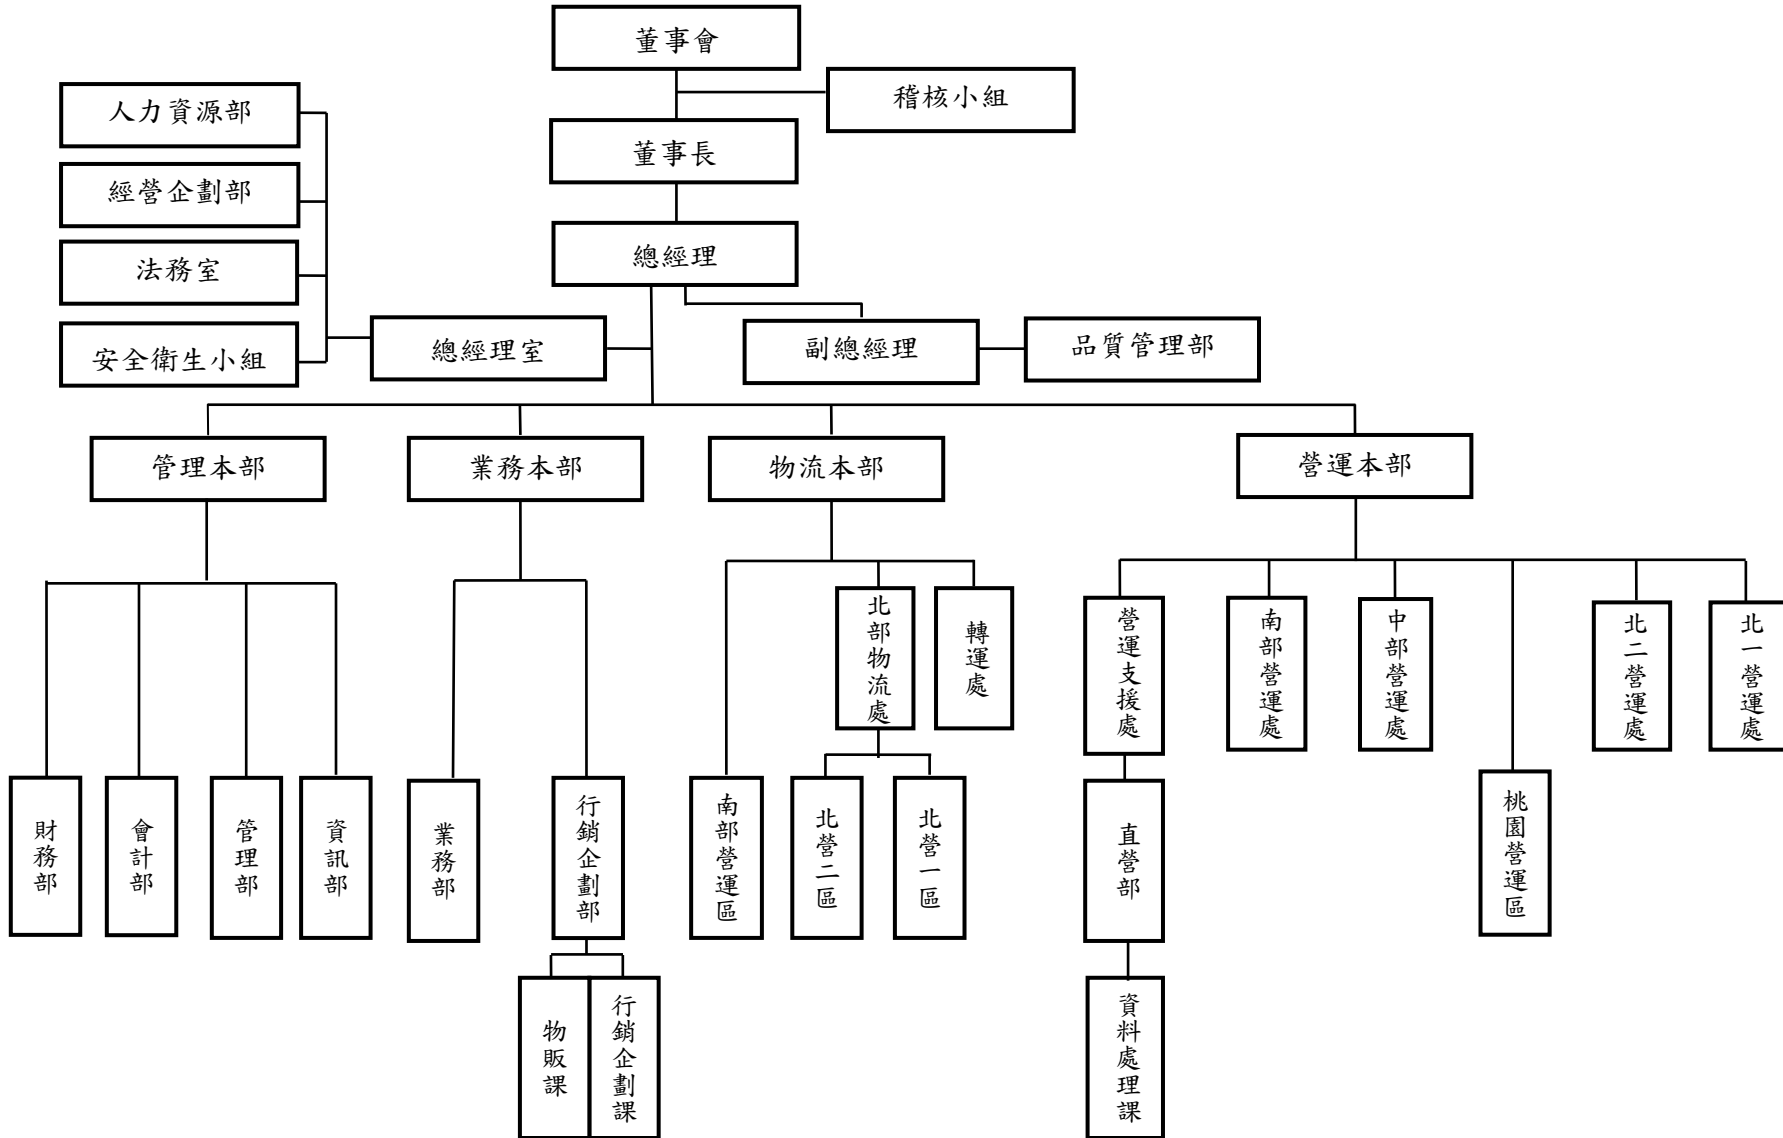 董事會
稽核小組
人力資源部
董事長
經營企劃部
總經理
法務室
總經理室
副總經理
品質管理部
安全衛生小組
管理本部
業務本部
物流本部
營運本部
北部物流處
轉運處
營運支援處
南部營運處
中部營運處
北二營運處
北一營運處
財務部
會計部
管理部
資訊部
業務部
行銷企劃部
南部營運區
北營二區
北營一區
直營部
桃園營運區
物販課
行銷企劃課
資料處理課